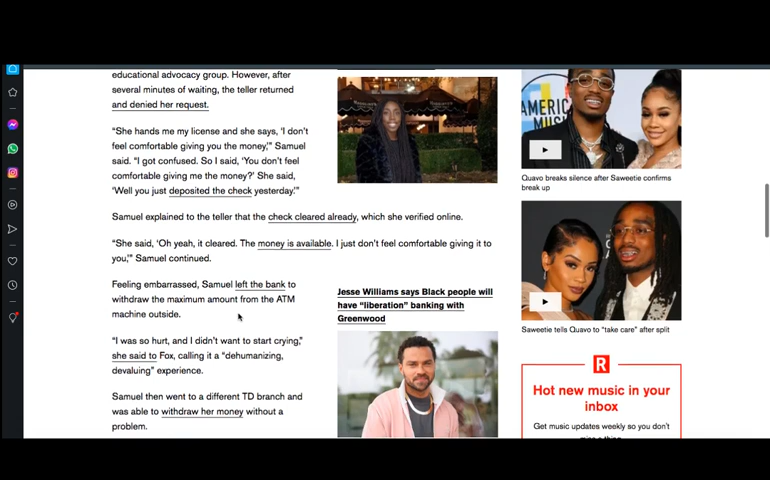 educational advocacy group. However, after
several minutes of waiting, the teller returned
and denied her request.
“She hands me my license and she says, ‘I don’t
feel comfortable giving you the money,’” Samuel
said. “I got confused. So I said, ‘You don’t feel
comfortable giving me the money?’ She said,
‘Well you just deposited the check yesterday.’”
Samuel explained to the teller that the check cleared already, which she verified online.
“She said, ‘Oh yeah, it cleared. The money is available. I just don’t feel comfortable giving it to
you,’” Samuel continued.
Feeling embarrassed, Samuel left the bank to
withdraw the maximum amount from the ATM
machine outside.
“I was so hurt, and I didn’t want to start crying,”
she said to Fox, calling it a “dehumanizing,
devaluing” experience.
Samuel then went to a different TD branch and
was able to withdraw her money without a
problem.
Jesse Williams says Black people will
have “liberation” banking with
Greenwood
AMERIC
MUSIC
Quavo breaks silence after Saweetie confirms
break up
Saweetie tells Quavo to “take care” after split
R
Hot new music in your
inbox
Get music updates weekly so you don’t